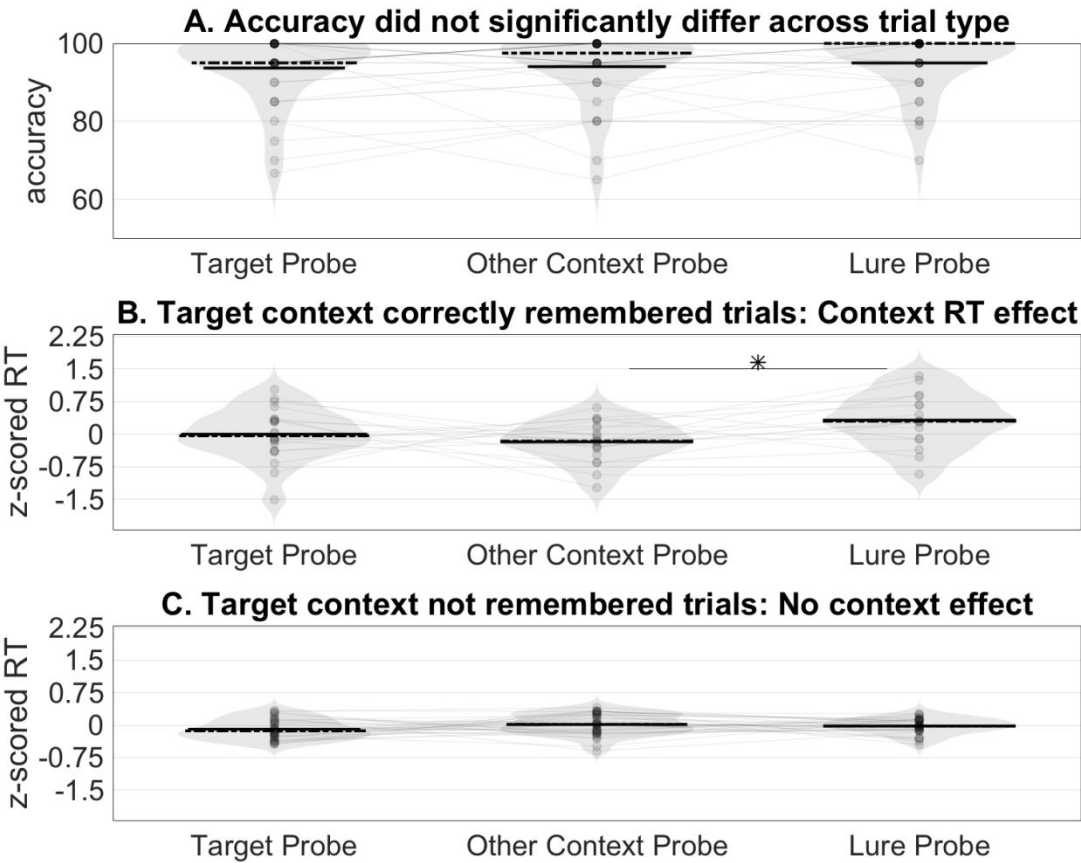 A. Accuracy did not significantly differ across trial type
accuracy
100
80
60
Target Probe Other Context Probe Lure Probe
B. Target context correctly remembered trials: Context RT effect
z-scored RT
2.25
1.5
0.75
0
-0.75
-1.5
*
Target Probe Other Context Probe Lure Probe
C. Target context not remembered trials: No context effect
z-scored RT
2.25
1.5
0.75
0
-0.75
-1.5
Target Probe Other Context Probe Lure Probe